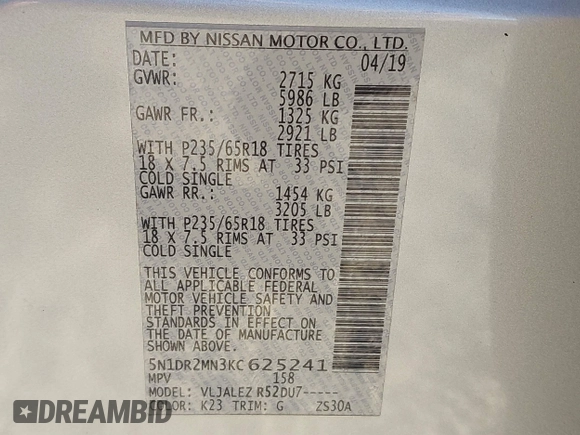 MFD BY NISSAN MOTOR CO., LTD.
DATE: 04/19
GVWR: 2715 KG
5986 LB
GAWR FR.: 1325 KG
2921 LB
WITH P235/65R18 TIRES
18 X 7.5 RIMS AT 33 PSI
COLD SINGLE
GAWR RR.: 1454 KG
3205 LB
WITH P235/65R18 TIRES
18 X 7.5 RIMS AT 33 PSI
COLD SINGLE
THIS VEHICLE CONFORMS TO
ALL APPLICABLE FEDERAL
MOTOR VEHICLE SAFETY AND
THEFT PREVENTION
STANDARDS IN EFFECT ON
THE DATE OF MANUFACTURE
SHOWN ABOVE.
5N1DR2MN3KC625241
MPV 158
MODEL: VLJALEZ R52DU7-----
COLOR: K23 TRIM: G ZS30A
DREAMBID
DREAMBID.COM